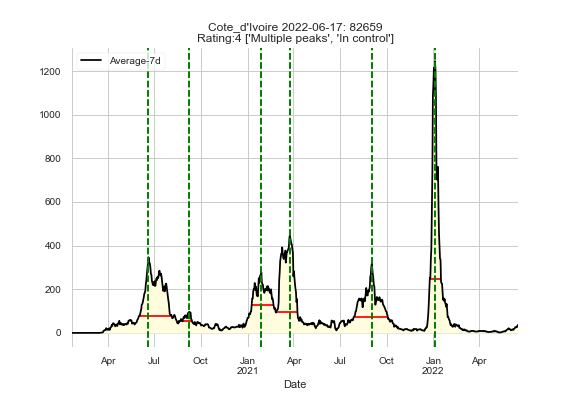 Cote_d'Ivoire 2022-06-17: 82659
Rating:4 ['Multiple peaks', 'In control']
Average-7d
1200
1000
800
600
400
200
0
Apr Jul Oct Jan Apr Jul Oct Jan Apr
2021 2022
Date